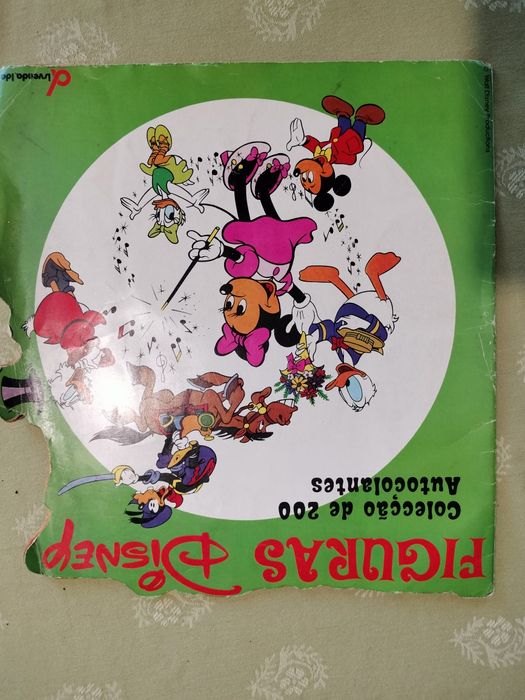 FIGURAS DISNEY
Colecção de 200
Autocolantes
© Walt Disney Productions